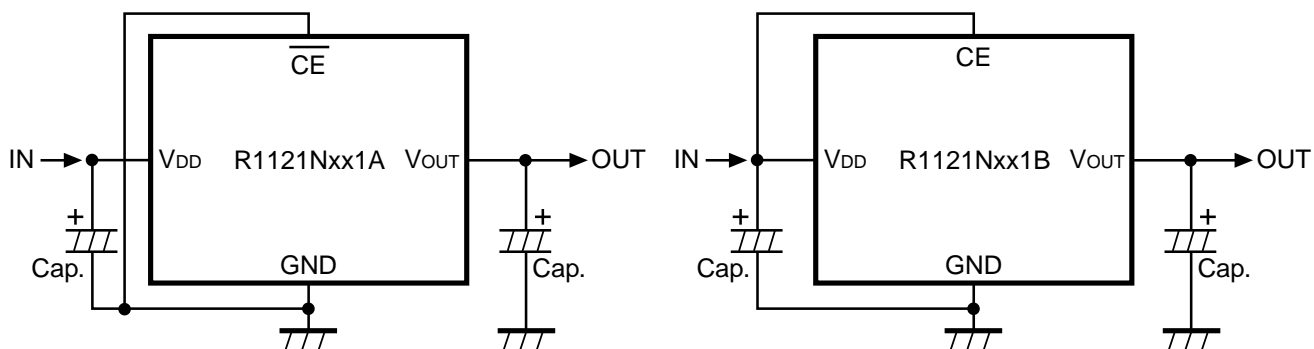 CE
IN
VDD
R1121Nxx1A
VOUT
OUT
+
Cap.
+
Cap.
GND
CE
IN
VDD
R1121Nxx1B
VOUT
OUT
+
Cap.
+
Cap.
GND